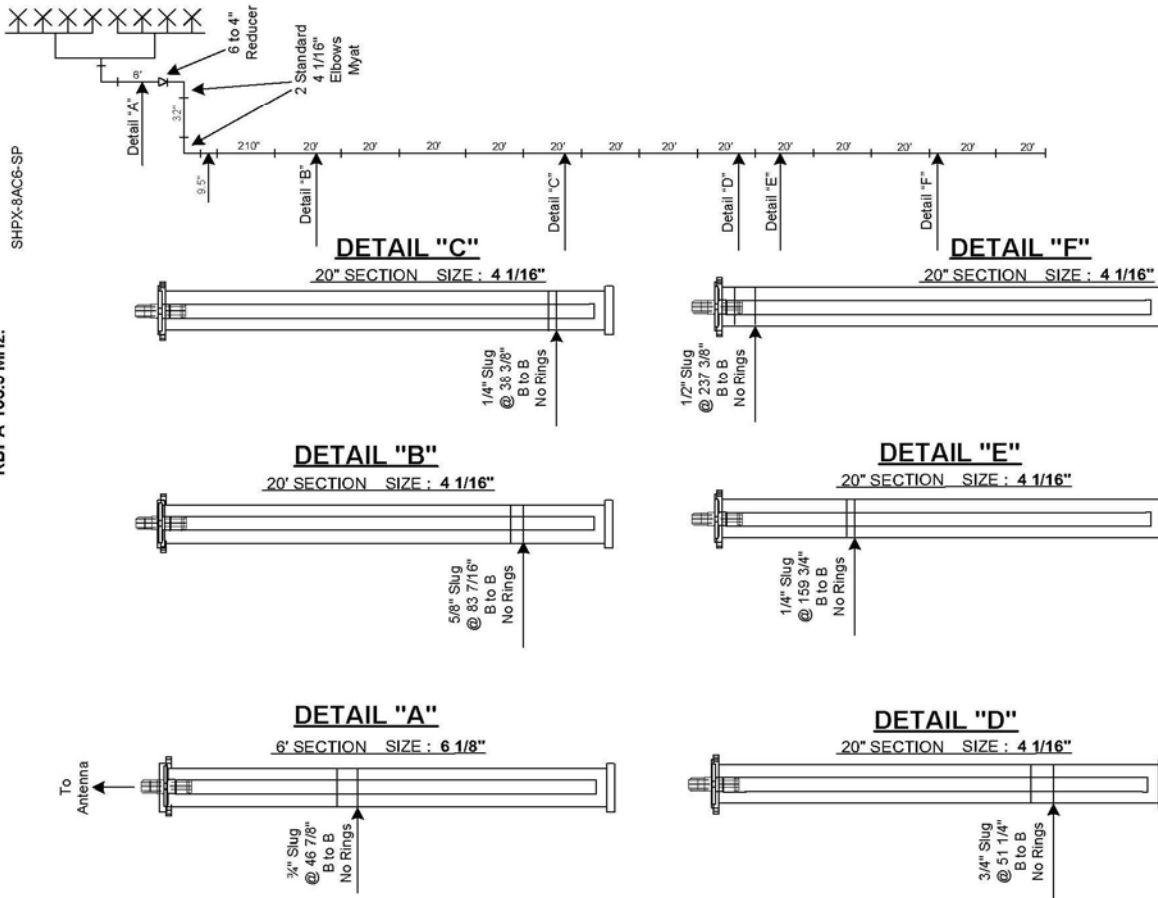 6 to 4"
Reducer
2 Standard
4 1/16"
Elbows
Myat
6'
Detail "A"
32"
SHPX-8AC6-SP
9.5"
210"
20'
20'
20'
20'
20'
20'
20'
20'
20'
20'
20'
20'
20'
Detail "B"
Detail "C"
Detail "D"
Detail "E"
Detail "F"
DETAIL "C"
20" SECTION SIZE : 4 1/16"
1/4" Slug
@ 38 3/8"
B to B
No Rings
DETAIL "F"
20" SECTION SIZE : 4 1/16"
1/2" Slug
@ 237 3/8"
B to B
No Rings
DETAIL "B"
20' SECTION SIZE : 4 1/16"
5/8" Slug
@ 83 7/16"
B to B
No Rings
DETAIL "E"
20" SECTION SIZE : 4 1/16"
1/4" Slug
@ 159 3/4"
B to B
No Rings
DETAIL "A"
6' SECTION SIZE : 6 1/8"
To
Antenna
¾" Slug
@ 46 7/8"
B to B
No Rings
DETAIL "D"
20" SECTION SIZE : 4 1/16"
3/4" Slug
@ 51 1/4"
B to B
No Rings